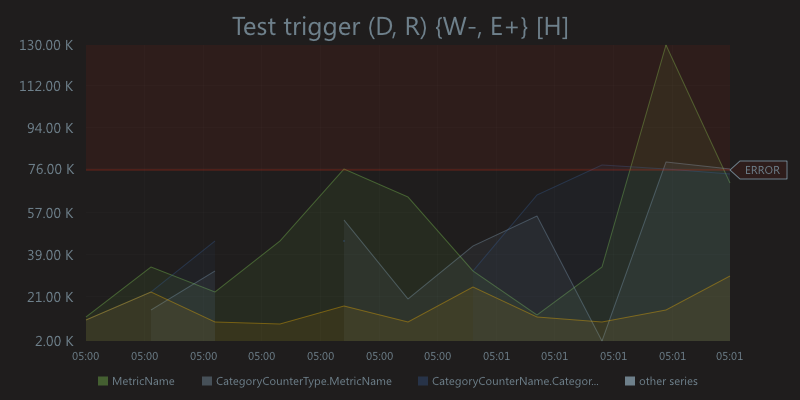 Test trigger (D, R) {W-, E+} [H]
130.00 K
112.00 K
94.00 K
76.00 K
57.00 K
39.00 K
21.00 K
2.00 K
ERROR
05:00 05:00 05:00 05:00 05:00 05:00 05:00 05:01 05:01 05:01 05:01 05:01
MetricName CategoryCounterType.MetricName CategoryCounterName.Categor... other series